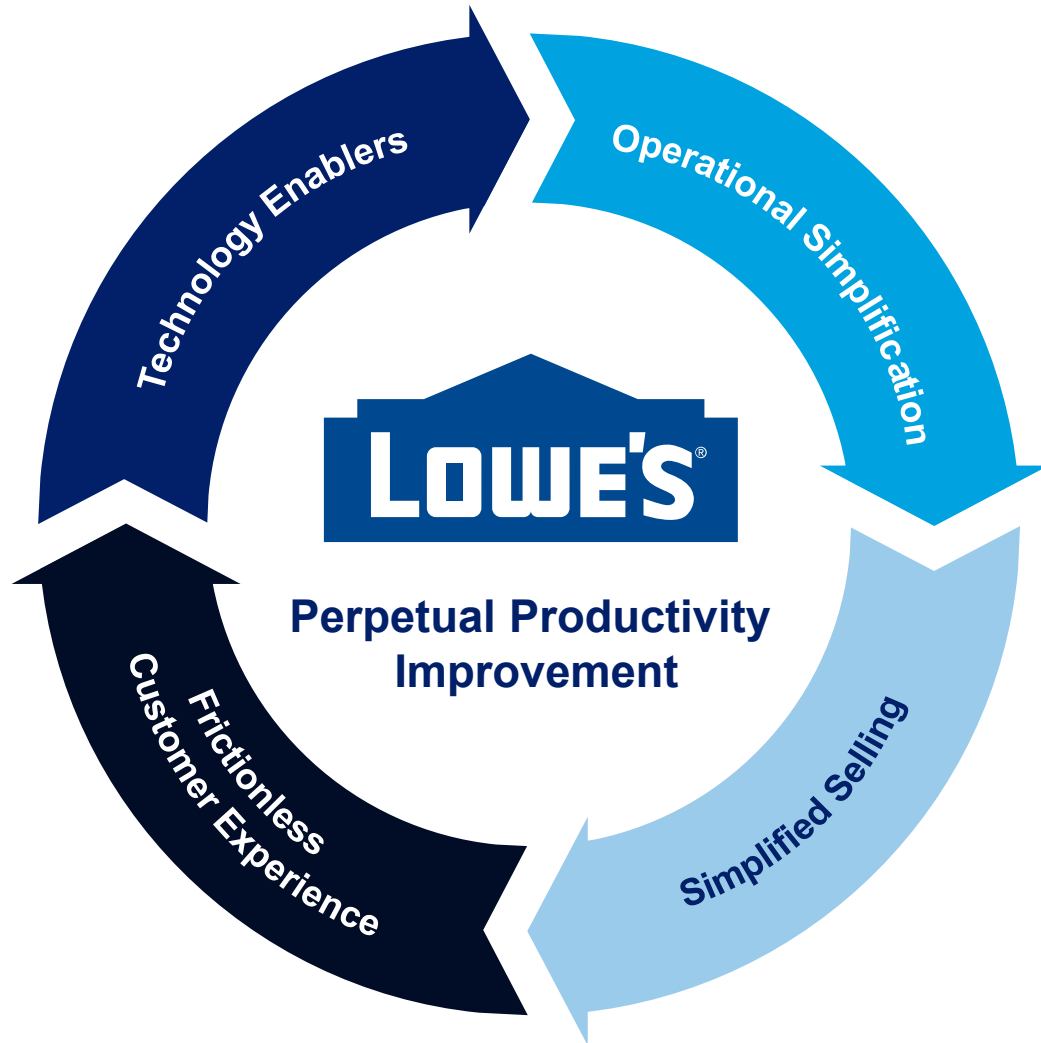 Technology Enablers
Operational Simplification
LOWE'S®
Perpetual Productivity
Improvement
Simplified Selling
Frictionless
Customer Experience